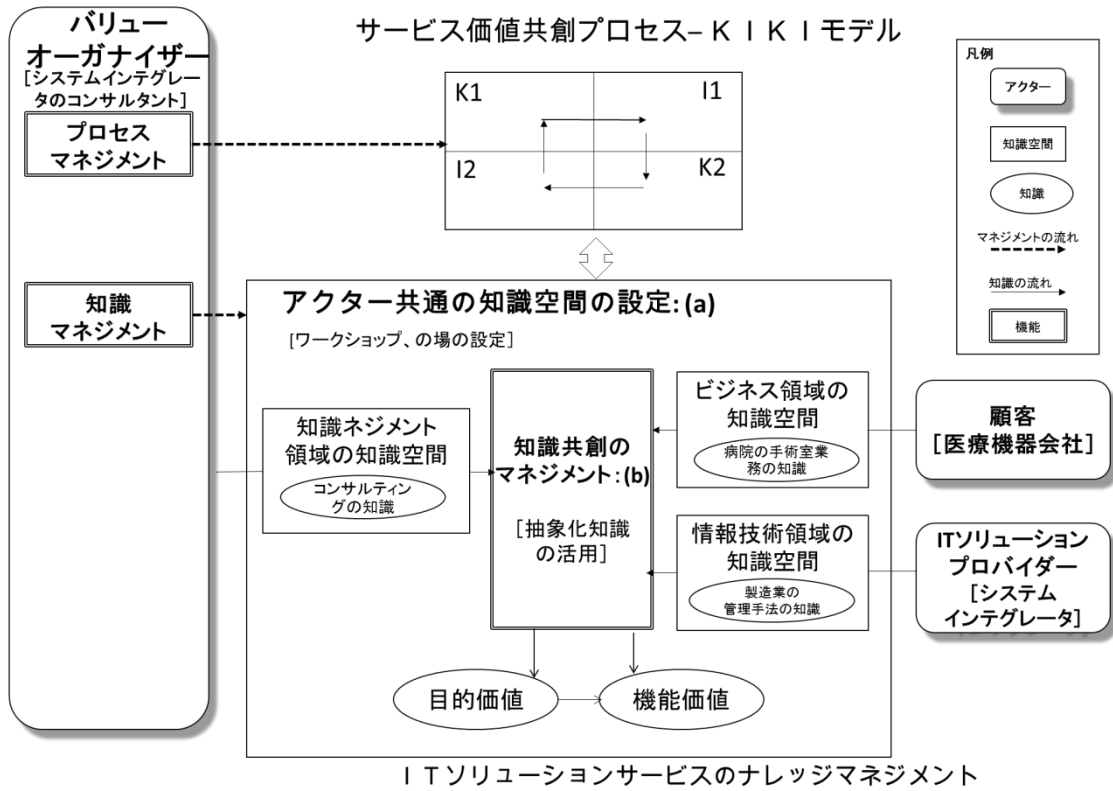 バリュー
オーガナイザー
[システムインテグレー
タのコンサルタント]
プロセス
マネジメント
知識
マネジメント
サービス価値共創プロセス–ＫＩＫＩモデル
K1
I1
I2
K2
凡例
アクター
知識空間
知識
マネジメントの流れ
知識の流れ
機能
アクター共通の知識空間の設定:(a)
[ワークショップ、の場の設定]
知識ネジメント
領域の知識空間
コンサルティン
グの知識
知識共創の
マネジメント:(b)
[抽象化知識
の活用]
ビジネス領域の
知識空間
病院の手術室業
務の知識
情報技術領域の
知識空間
製造業の
管理手法の知識
顧客
[医療機器会社]
ITソリューション
プロバイダー
[システム
インテグレータ]
目的価値
機能価値
ＩＴソリューションサービスのナレッジマネジメント